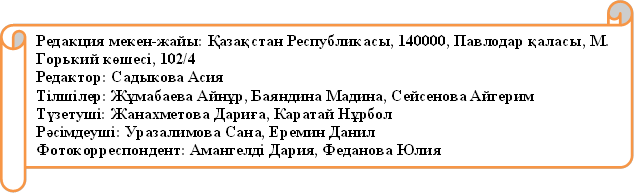 Редакция мекен-жайы: Қазақстан Республикасы, 140000, Павлодар қаласы, М.
Горький көшесі, 102/4
Редактор: Садыкова Асия
Тілшілер: Жұмабаева Айнұр, Баяндина Мадина, Сейсенова Айгерим
Түзетуші: Жанахметова Дариға, Каратай Нұрбол
Рәсімдеуші: Уразалимова Сана, Еремин Данил
Фотокорреспондент: Амангелді Дария, Феданова Юлия